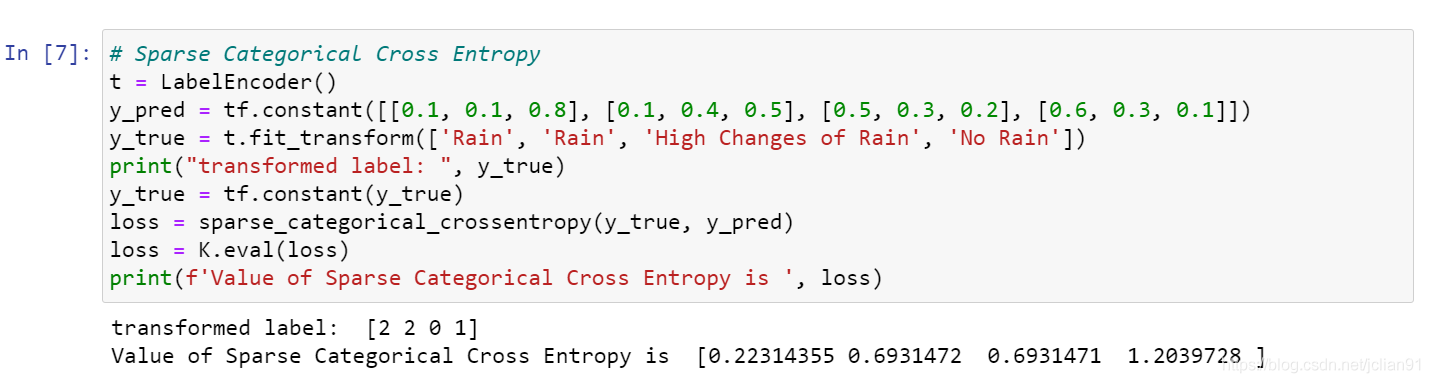 In [7]:
# Sparse Categorical Cross Entropy
t = LabelEncoder()
y_pred = tf.constant([[0.1, 0.1, 0.8], [0.1, 0.4, 0.5], [0.5, 0.3, 0.2], [0.6, 0.3, 0.1]])
y_true = t.fit_transform(['Rain', 'Rain', 'High Changes of Rain', 'No Rain'])
print("transformed label: ", y_true)
y_true = tf.constant(y_true)
loss = sparse_categorical_crossentropy(y_true, y_pred)
loss = K.eval(loss)
print(f'Value of Sparse Categorical Cross Entropy is ', loss)
transformed label:  [2 2 0 1]
Value of Sparse Categorical Cross Entropy is  [0.22314355 0.6931472  0.6931471  1.2039728 ]
https://blog.csdn.net/jclian91